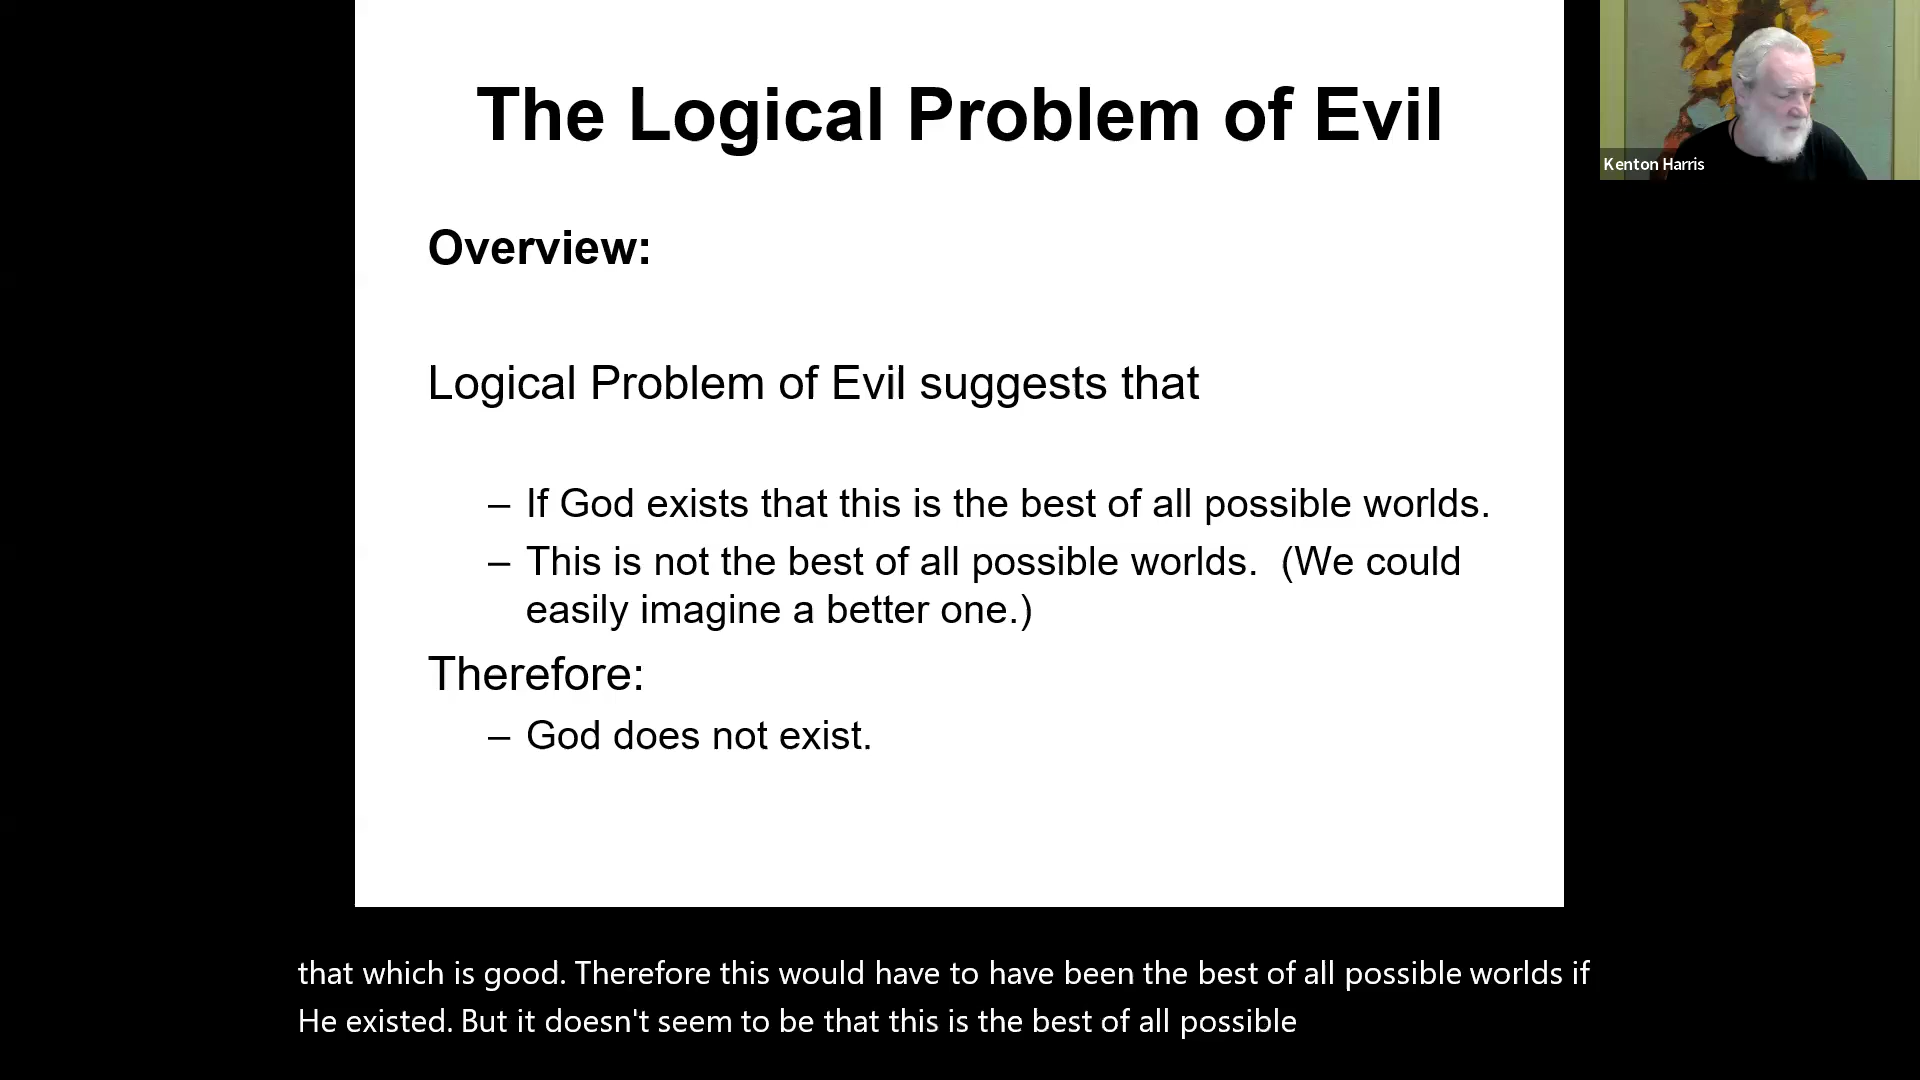 The Logical Problem of Evil
Kenton Harris
Overview:
Logical Problem of Evil suggests that
– If God exists that this is the best of all possible worlds.
– This is not the best of all possible worlds.  (We could
easily imagine a better one.)
Therefore:
– God does not exist.
that which is good. Therefore this would have to have been the best of all possible worlds if
He existed. But it doesn't seem to be that this is the best of all possible